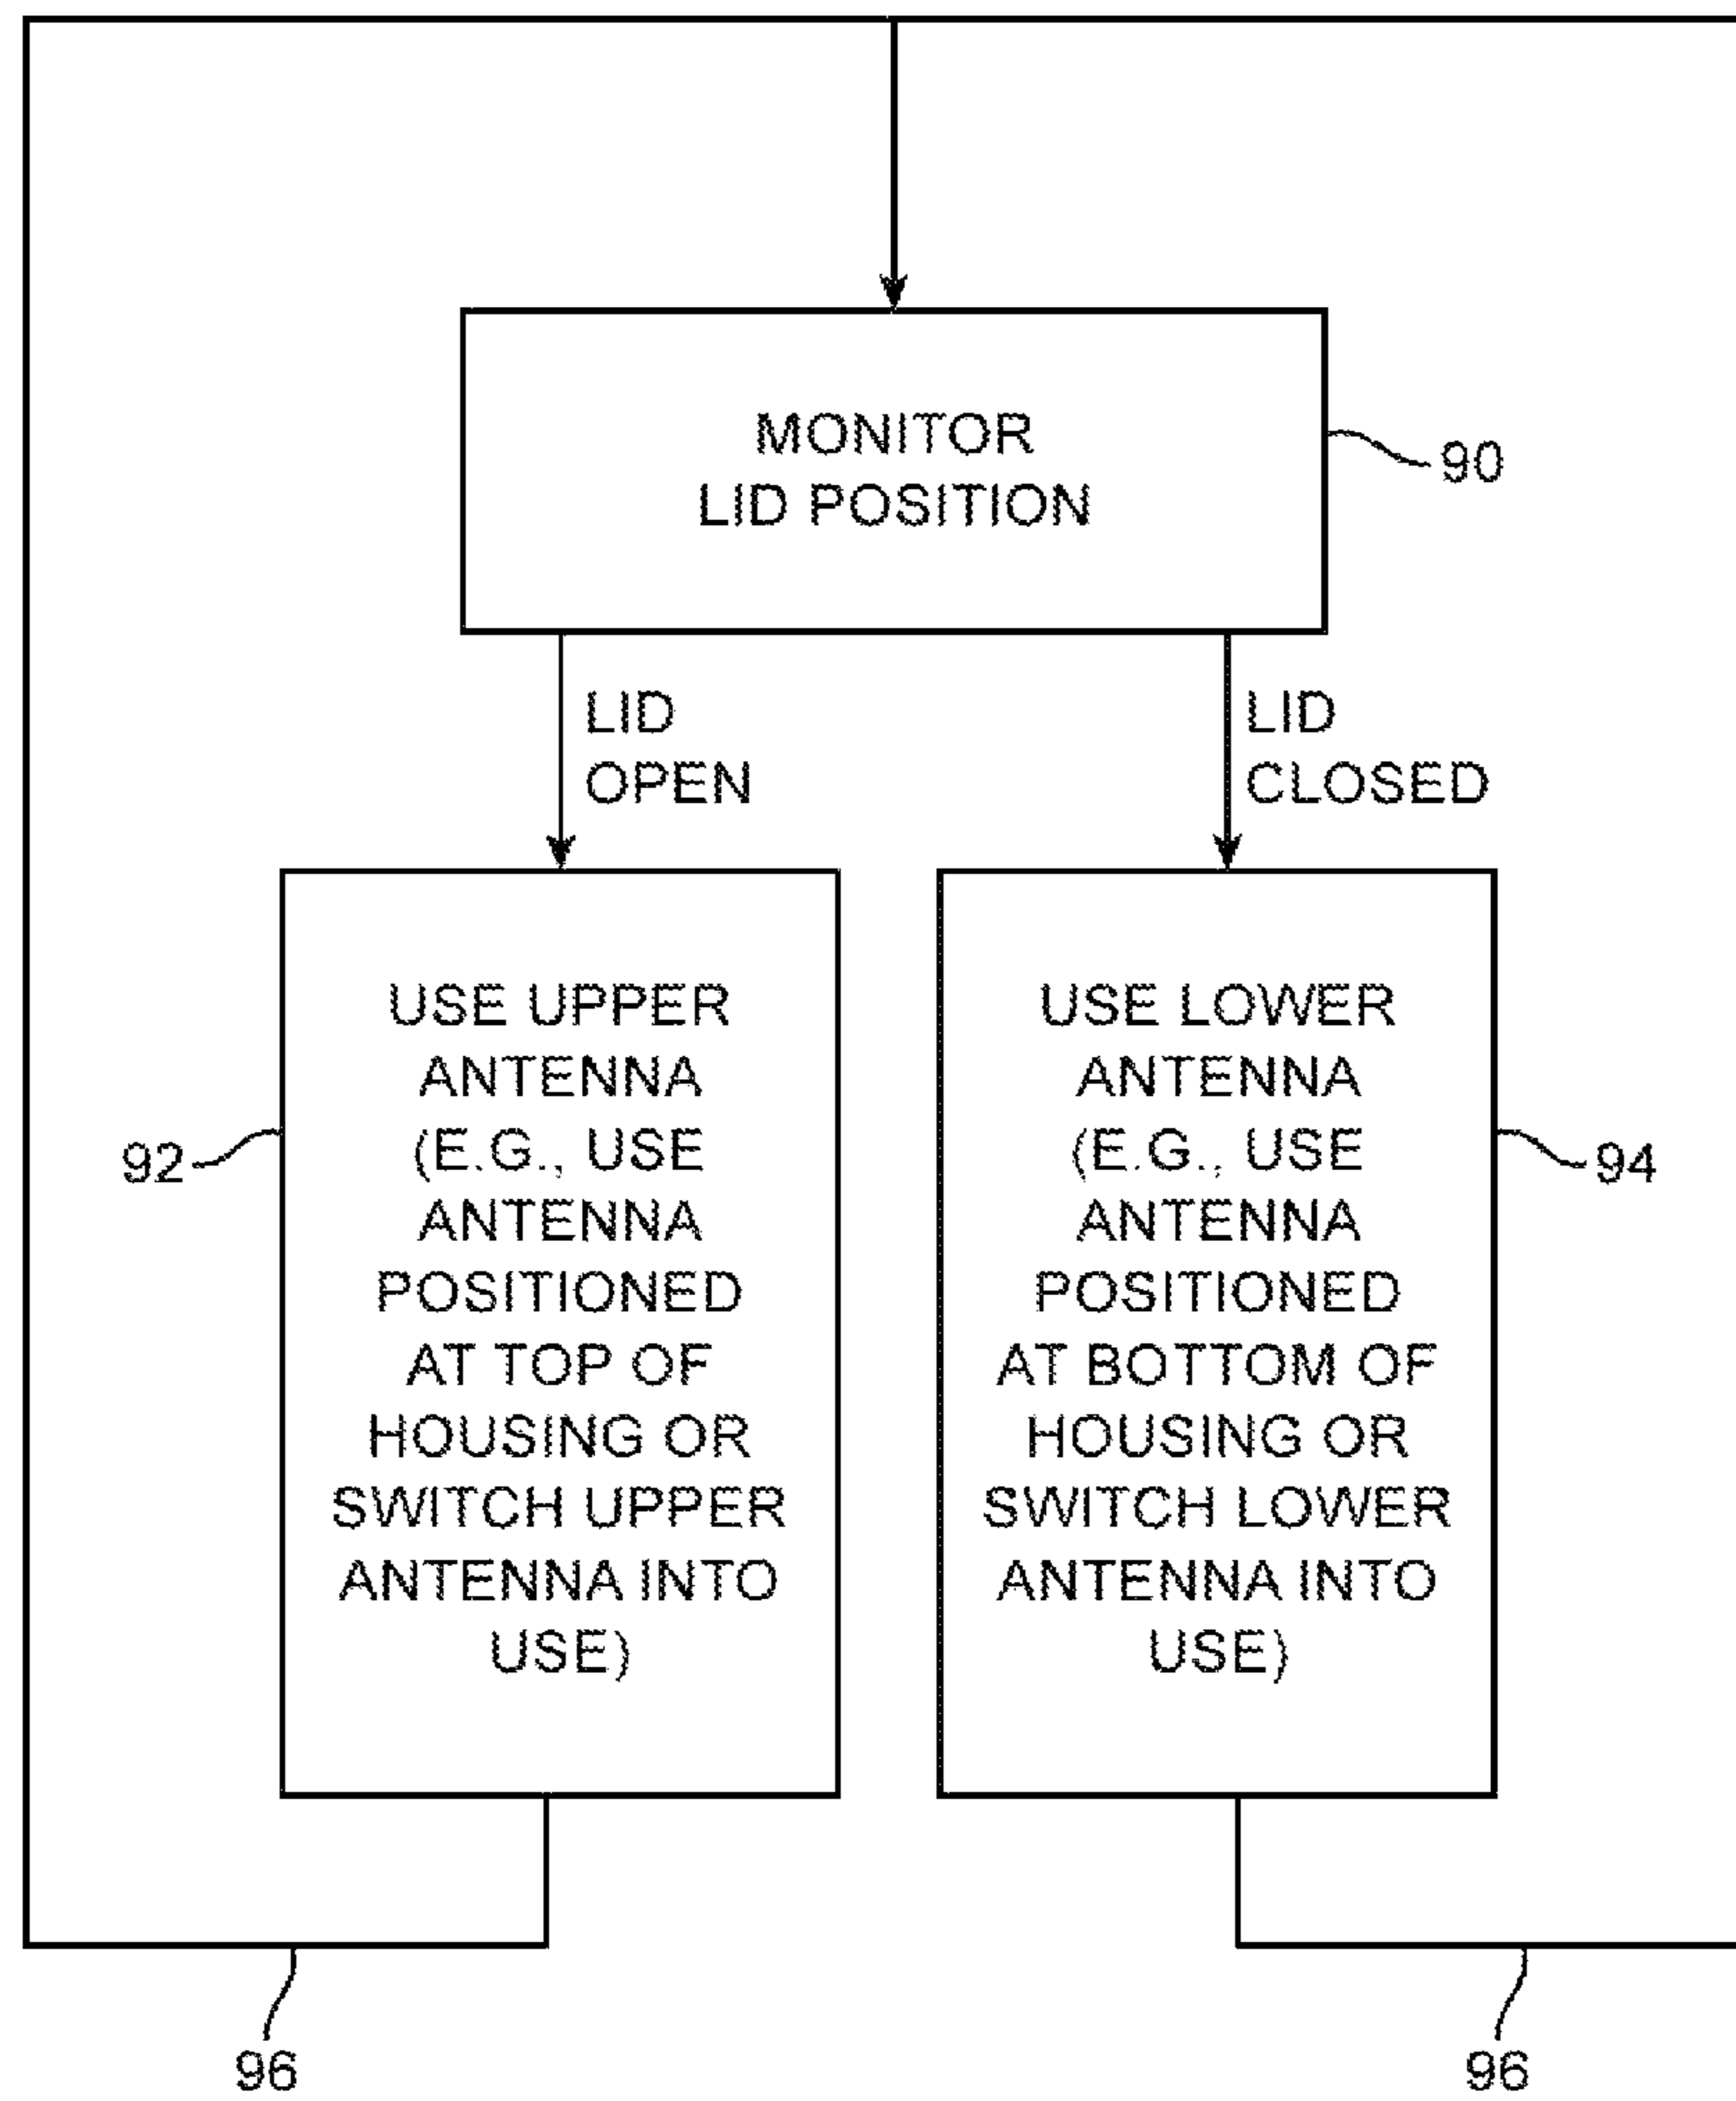 MONITOR
LID POSITION
90
LID
OPEN
LID
CLOSED
USE UPPER
ANTENNA
(E.G., USE
ANTENNA
POSITIONED
AT TOP OF
HOUSING OR
SWITCH UPPER
ANTENNA INTO
USE)
92
USE LOWER
ANTENNA
(E.G., USE
ANTENNA
POSITIONED
AT BOTTOM OF
HOUSING OR
SWITCH LOWER
ANTENNA INTO
USE)
94
96
96